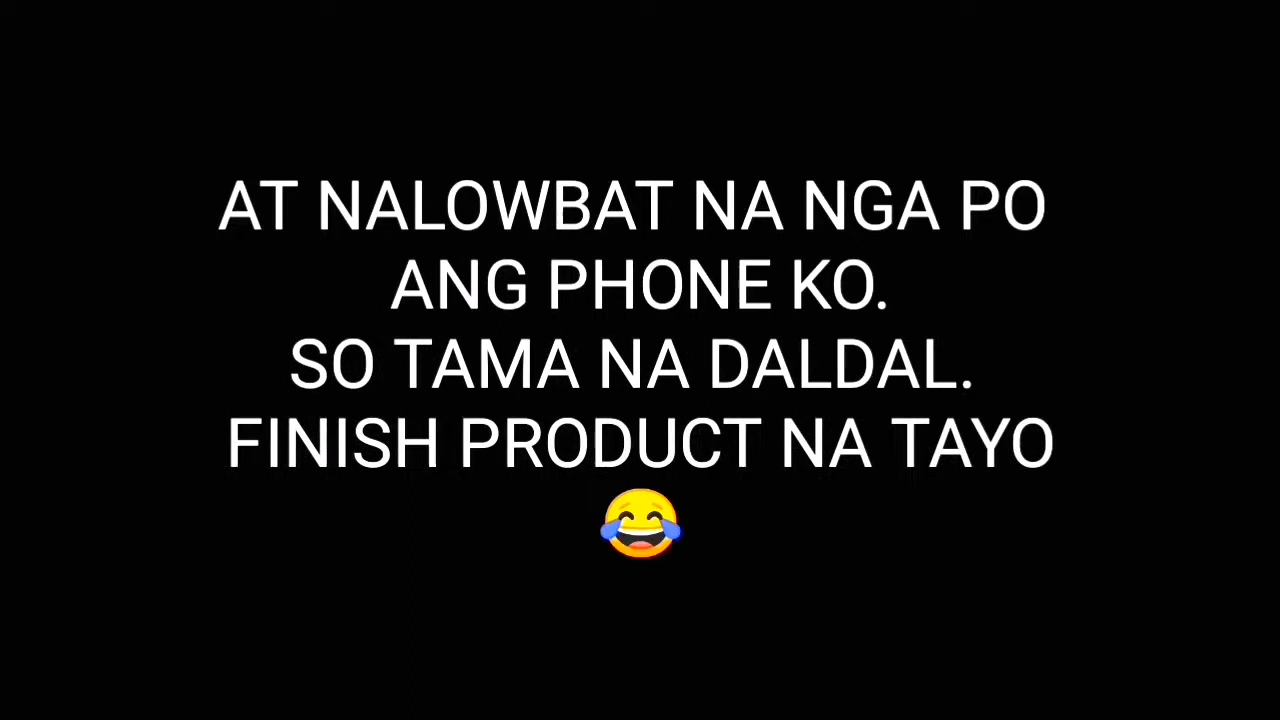 AT NALOWBAT NA NGA PO
ANG PHONE KO.
SO TAMA NA DALDAL.
FINISH PRODUCT NA TAYO
😂